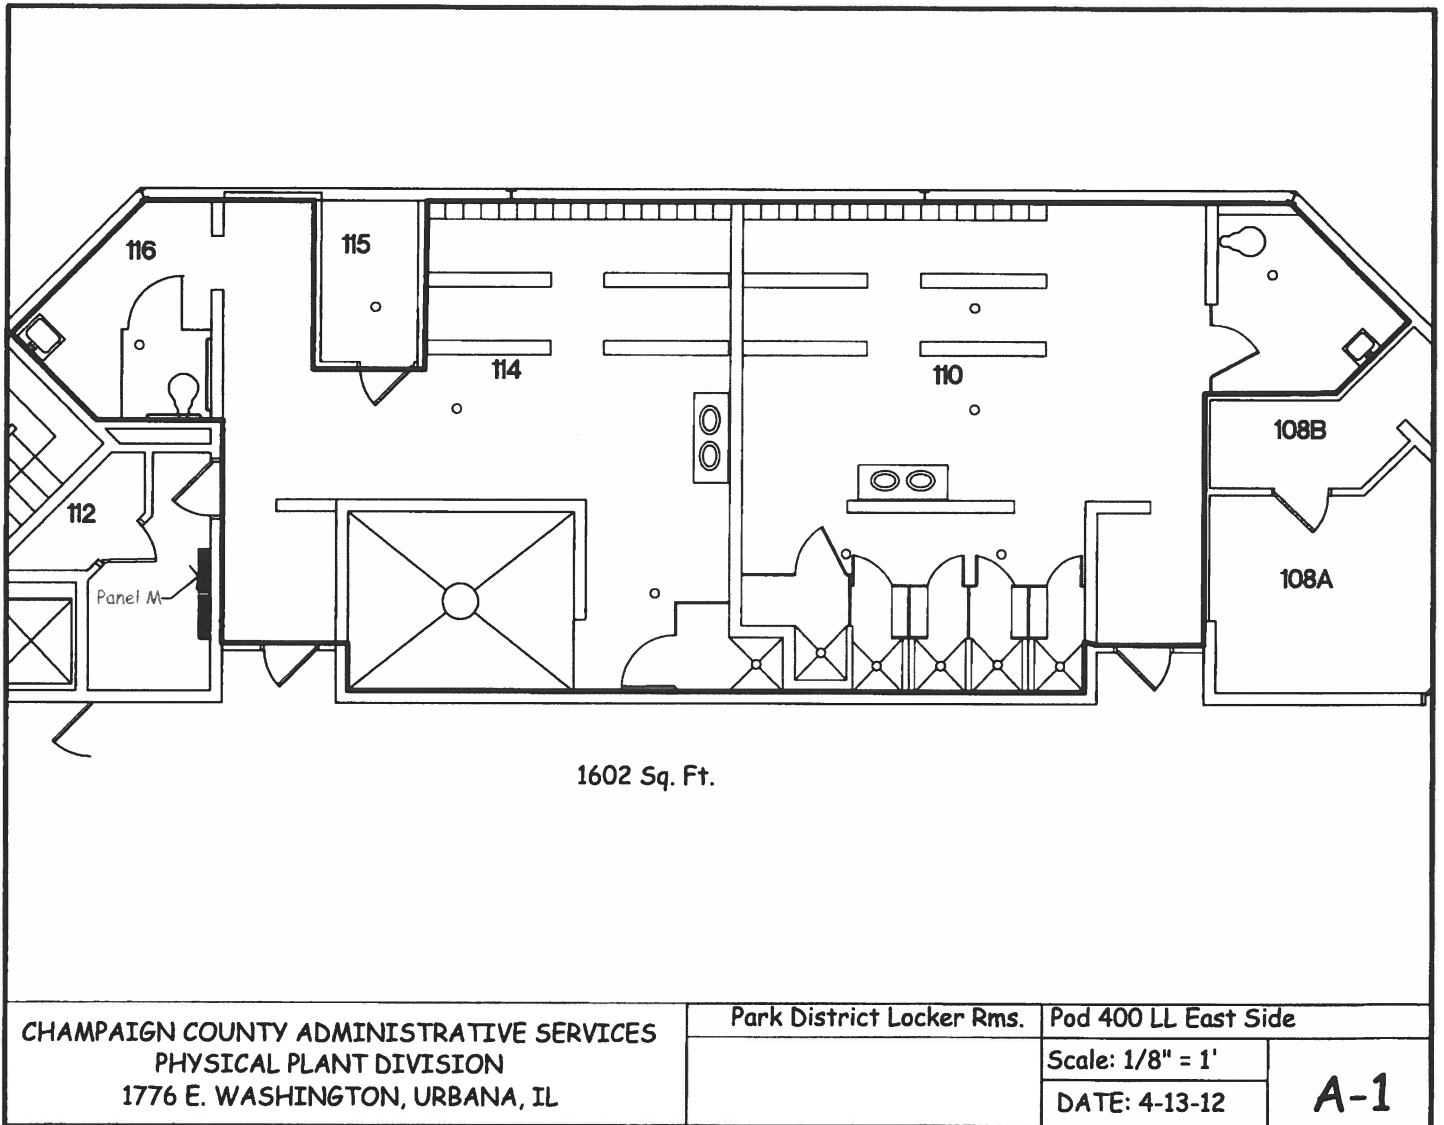 116
115
114
110
108B
112
108A
Panel M
1602 Sq. Ft.
CHAMPAIGN COUNTY ADMINISTRATIVE SERVICES
PHYSICAL PLANT DIVISION
1776 E. WASHINGTON, URBANA, IL
Park District Locker Rms.
Pod 400 LL East Side
Scale: 1/8" = 1'
DATE: 4-13-12
A-1